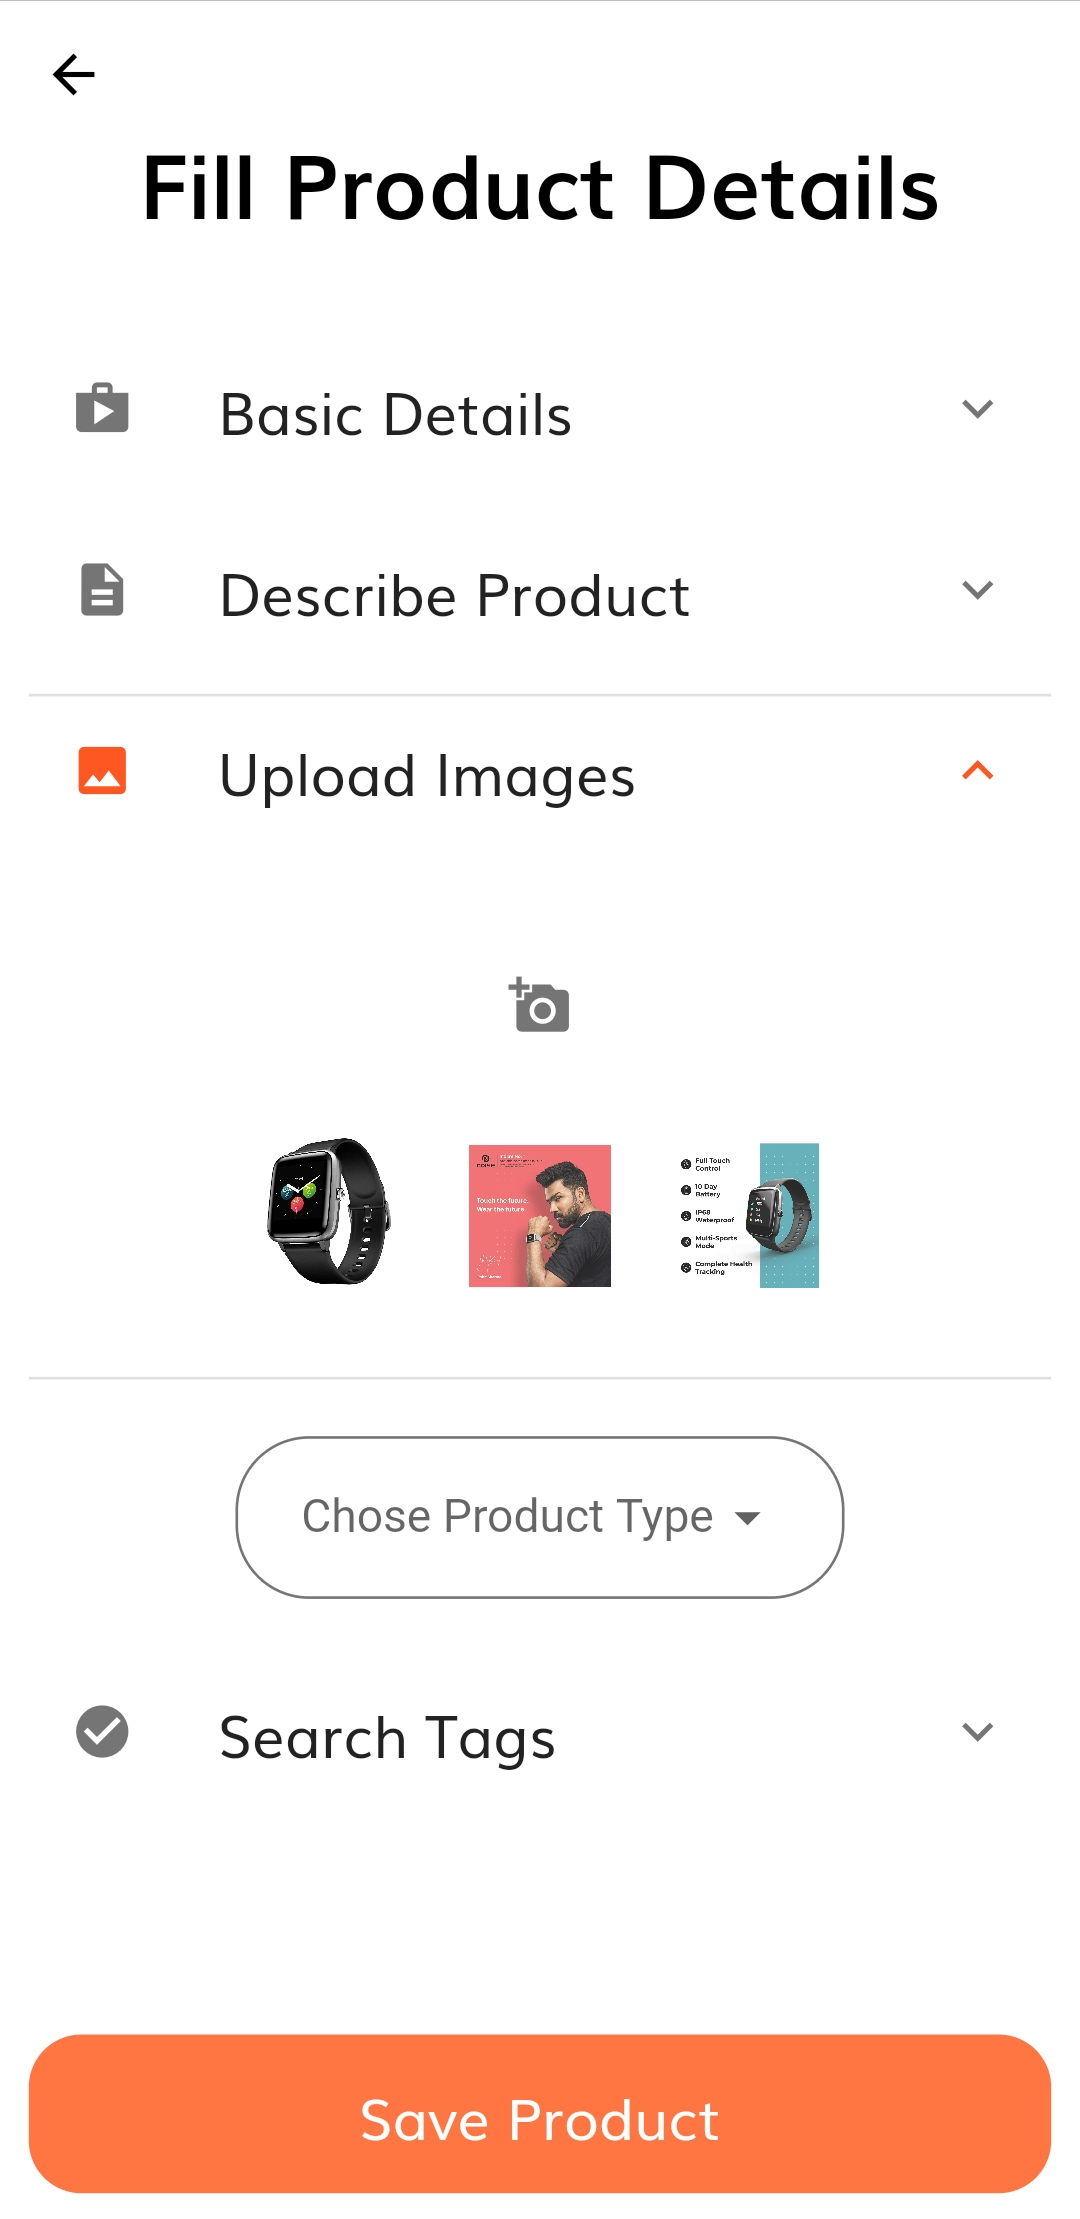 Fill Product Details
Basic Details
Describe Product
Upload Images
noise
Touch the future.
Wear the future
Full Touch
Control
10 Day
Battery
IP68
Waterproof
Multi-Sports
Mode
Complete Health
Tracking
Chose Product Type
Search Tags
Save Product